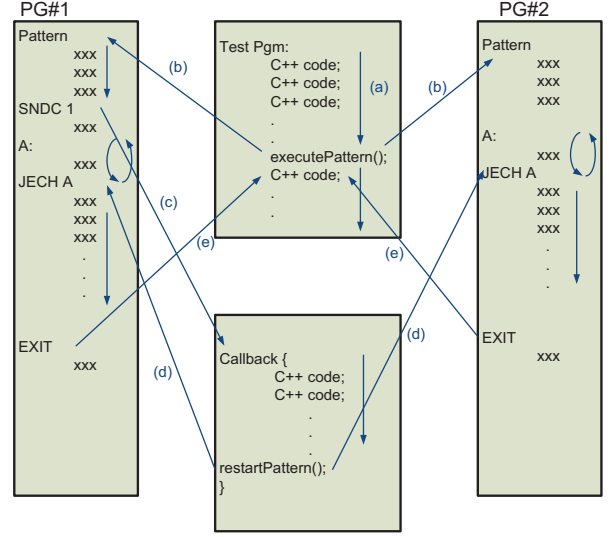 PG#1
Pattern
xxx
xxx
xxx
SNDC 1
xxx
A:
xxx
JECH A
xxx
xxx
xxx
.
.
.
EXIT
xxx
(b)
(c)
(e)
(d)
Test Pgm:
C++ code;
C++ code;
C++ code;
.
.
executePattern();
C++ code;
.
.
(a)
Callback {
C++ code;
C++ code;
.
.
.
restartPattern();
}
(b)
(e)
(d)
PG#2
Pattern
xxx
xxx
xxx
A:
xxx
JECH A
xxx
xxx
xxx
.
.
.
EXIT
xxx